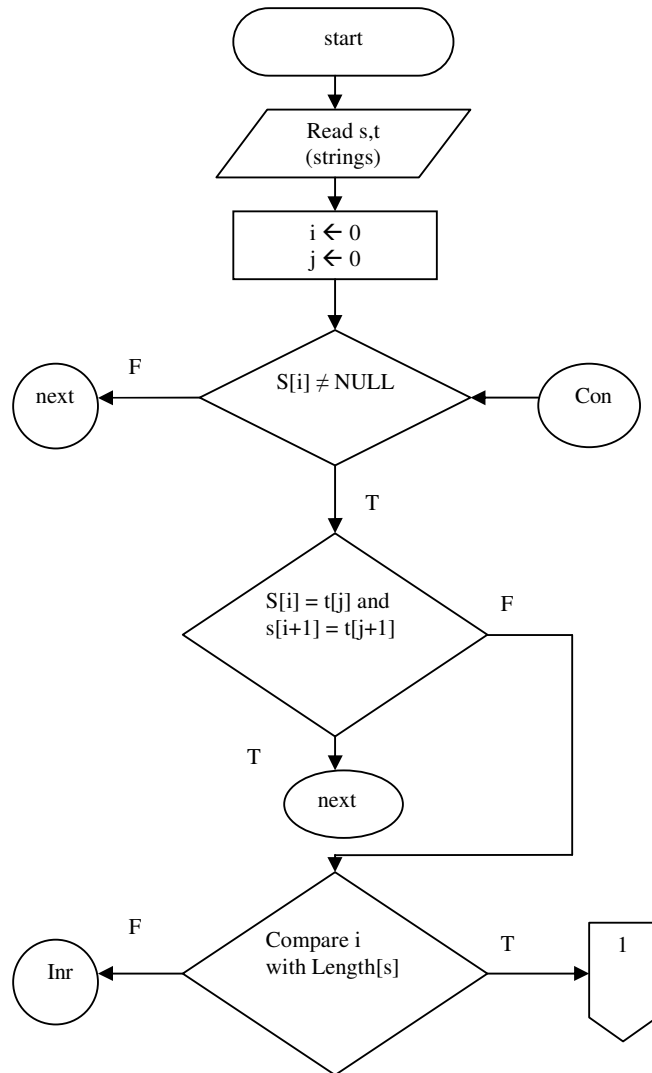 start
Read s,t
(strings)
i ← 0
j ← 0
F
next
S[i] ≠ NULL
Con
T
S[i] = t[j] and
s[i+1] = t[j+1]
F
T
next
F
Inr
Compare i
with Length[s]
T
1